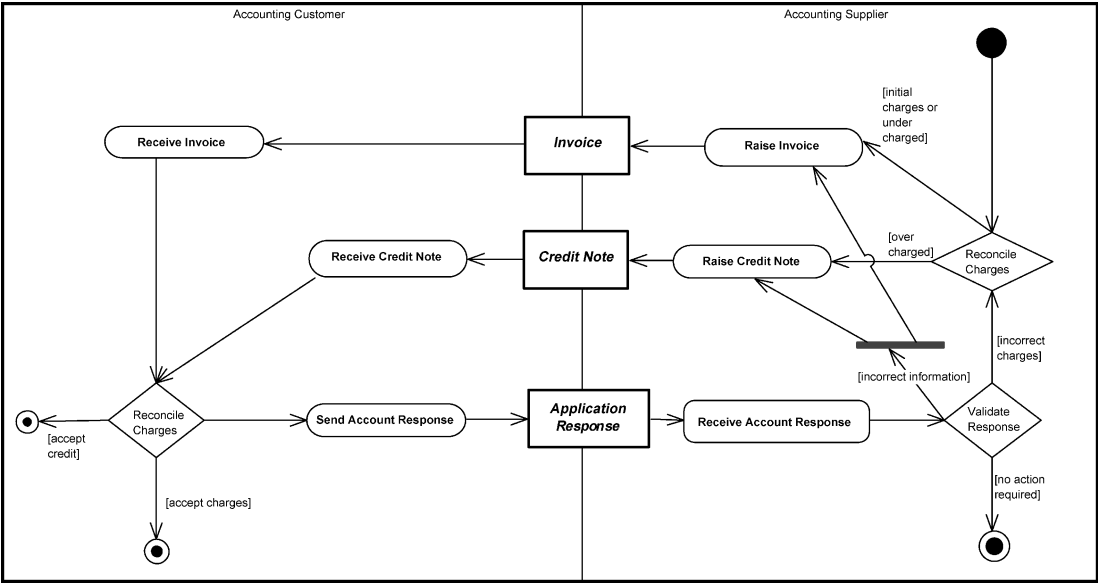 Accounting Customer
Accounting Supplier
[initial
charges or
under
charged]
Receive Invoice
Invoice
Raise Invoice
Receive Credit Note
Credit Note
Raise Credit Note
[over
charged]
Reconcile
Charges
[incorrect
charges]
[incorrect information]
Reconcile
Charges
Send Account Response
Application
Response
Receive Account Response
Validate
Response
[accept
credit]
[accept charges]
[no action
required]